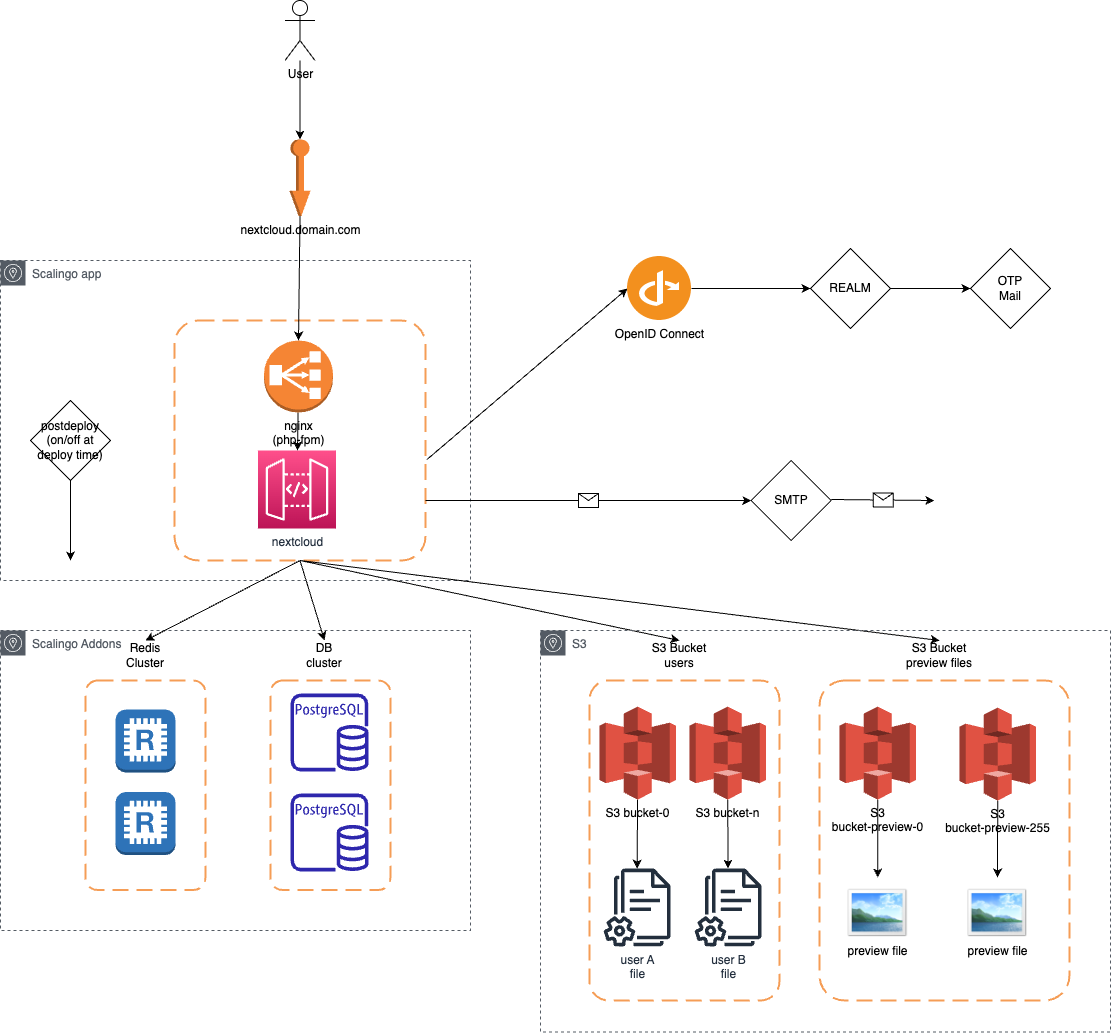 User
nextcloud.domain.com
Scalingo app
OpenID Connect
REALM
OTP
Mail
postdeploy
(on/off at
deploy time)
nginx
(php-fpm)
</>
nextcloud
SMTP
Scalingo Addons
Redis
Cluster
DB
cluster
S3
S3 Bucket
users
S3 Bucket
preview files
R
PostgreSQL
R
PostgreSQL
S3 bucket-0
S3 bucket-n
S3
bucket-preview-0
S3
bucket-preview-255
user A
file
user B
file
preview file
preview file